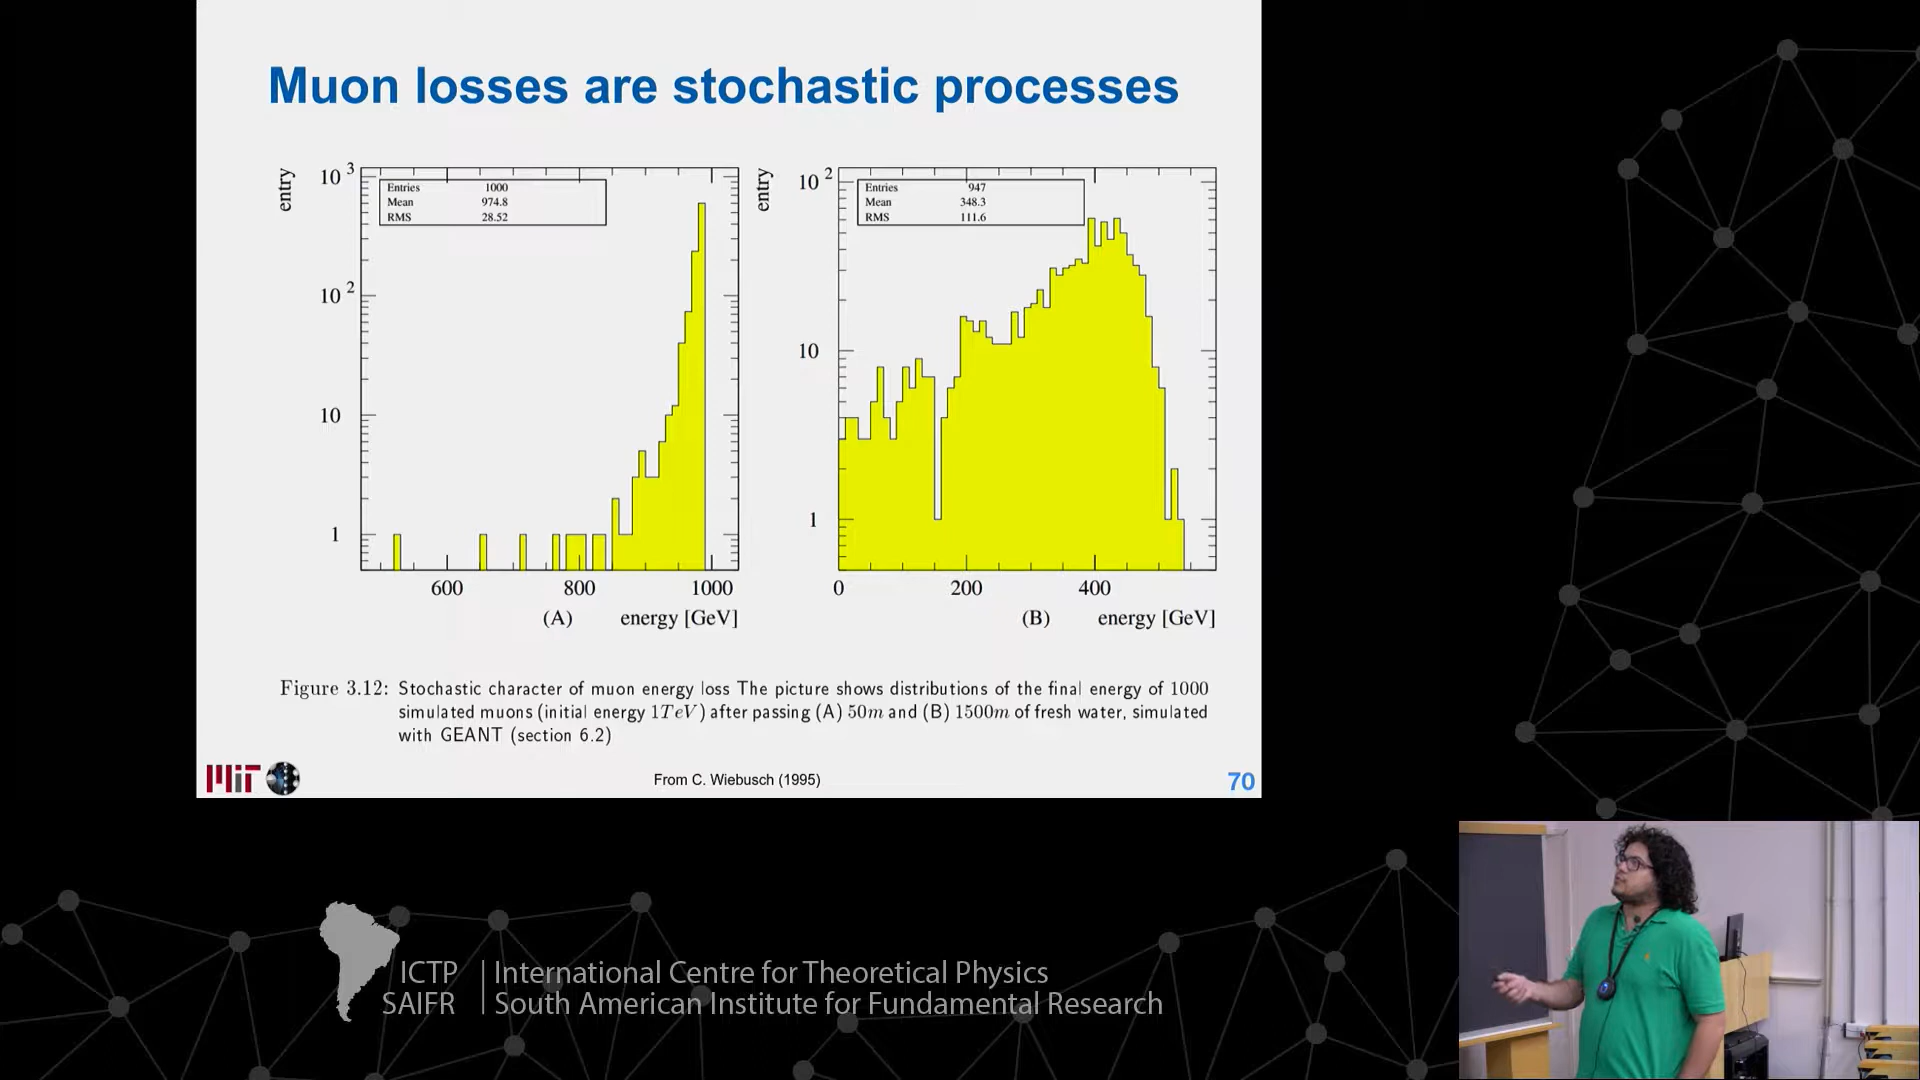 Muon losses are stochastic processes
entry
10 3
10 2
10
1
Entries 1000
Mean 974.8
RMS 28.52
600 800 1000
(A) energy [GeV]
entry
10 2
10
1
Entries 947
Mean 348.3
RMS 111.6
0 200 400
(B) energy [GeV]
Figure 3.12: Stochastic character of muon energy loss The picture shows distributions of the final energy of 1000
simulated muons (initial energy 1TeV) after passing (A) 50m and (B) 1500m of fresh water, simulated
with GEANT (section 6.2)
MIT
From C. Wiebusch (1995)
70
ICTP | International Centre for Theoretical Physics
SAIFR | South American Institute for Fundamental Research